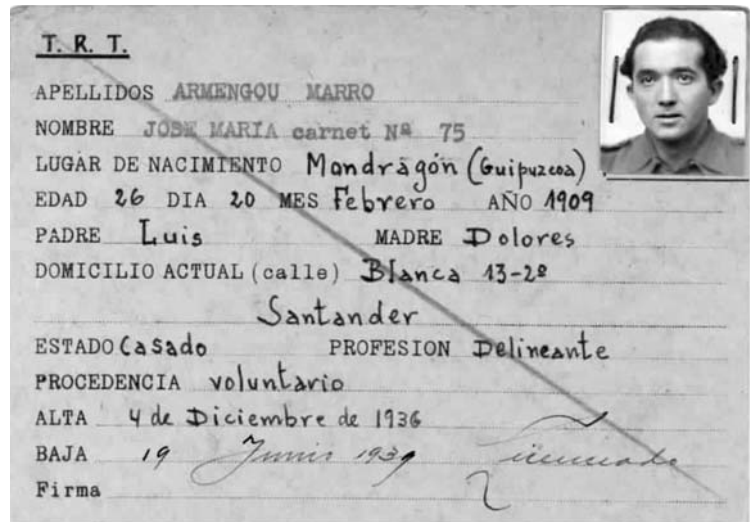 T. R. T.
APELLIDOS ARMENGOU MARRO
NOMBRE JOSE MARIA carnet Nº 75
LUGAR DE NACIMIENTO Mondragón (Guipuzcoa)
EDAD 26 DIA 20 MES Febrero AÑO 1909
PADRE Luis MADRE Dolores
DOMICILIO ACTUAL (calle) Blanca 13-2º
Santander
ESTADO Casado PROFESION Delineante
PROCEDENCIA voluntario
ALTA 4 de Diciembre de 1936
BAJA 19 Junio 1939 Licenciado
Firma